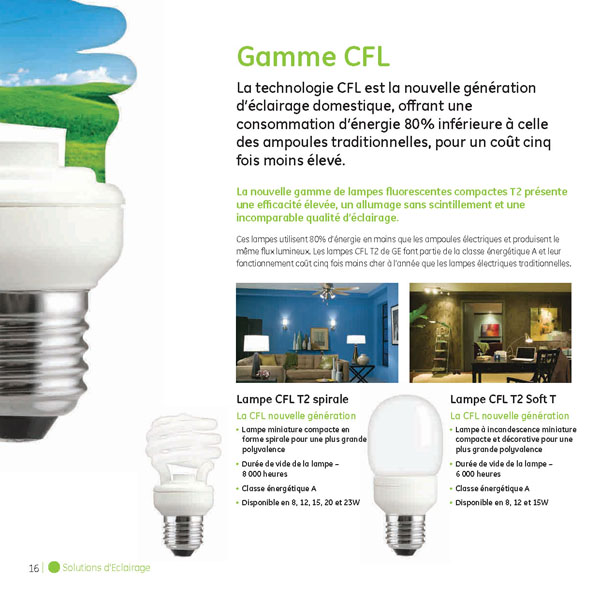 Gamme CFL
La technologie CFL est la nouvelle génération
d'éclairage domestique, offrant une
consommation d'énergie 80% inférieure à celle
des ampoules traditionnelles, pour un coût cinq
fois moins élevé.
La nouvelle gamme de lampes fluorescentes compactes T2 présente
une efficacité élevée, un allumage sans scintillement et une
incomparable qualité d'éclairage.
Ces lampes utilisent 80% d'énergie en moins que les ampoules électriques et produisent le
même flux lumineux. Les lampes CFL T2 de GE font partie de la classe énergétique A et leur
fonctionnement coût cinq fois moins cher à l'année que les lampes électriques traditionnelles.
Lampe CFL T2 spirale
La CFL nouvelle génération
• Lampe miniature compacte en
forme spirale pour une plus grande
polyvalence
• Durée de vide de la lampe –
8 000 heures
• Classe énergétique A
• Disponible en 8, 12, 15, 20 et 23W
Lampe CFL T2 Soft T
La CFL nouvelle génération
• Lampe à incandescence miniature
compacte et décorative pour une
plus grande polyvalence
• Durée de vide de la lampe –
6 000 heures
• Classe énergétique A
• Disponible en 8, 12 et 15W
16 | Solutions d'Eclairage